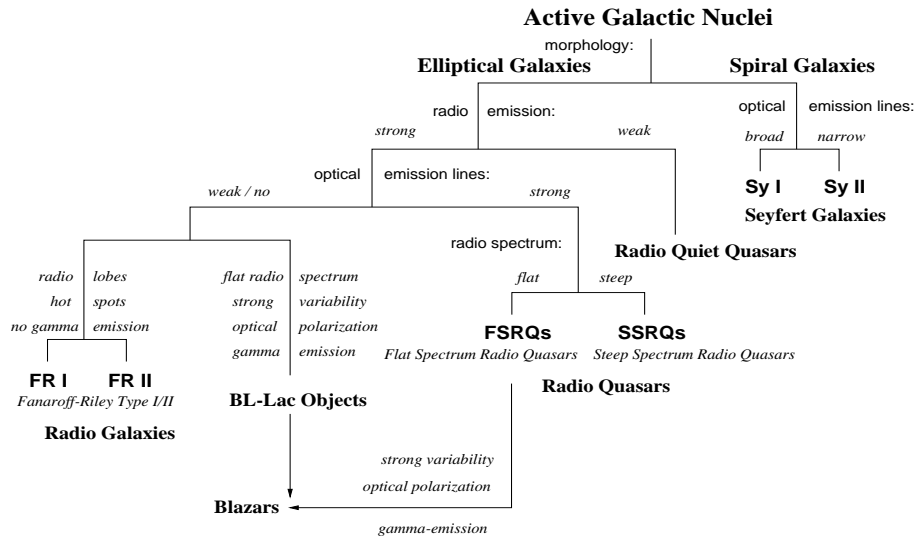 Active Galactic Nuclei
morphology:
Elliptical Galaxies
Spiral Galaxies
radio emission:
optical emission lines:
strong
weak
broad
narrow
optical emission lines:
Sy I
Sy II
weak / no
strong
Seyfert Galaxies
radio spectrum:
Radio Quiet Quasars
radio lobes
hot spots
no gamma emission
flat radio spectrum
strong variability
optical polarization
gamma emission
flat
steep
FSRQs
SSRQs
Flat Spectrum Radio Quasars
Steep Spectrum Radio Quasars
FR I
FR II
Fanaroff-Riley Type I/II
BL-Lac Objects
Radio Quasars
Radio Galaxies
strong variability
optical polarization
Blazars
gamma-emission